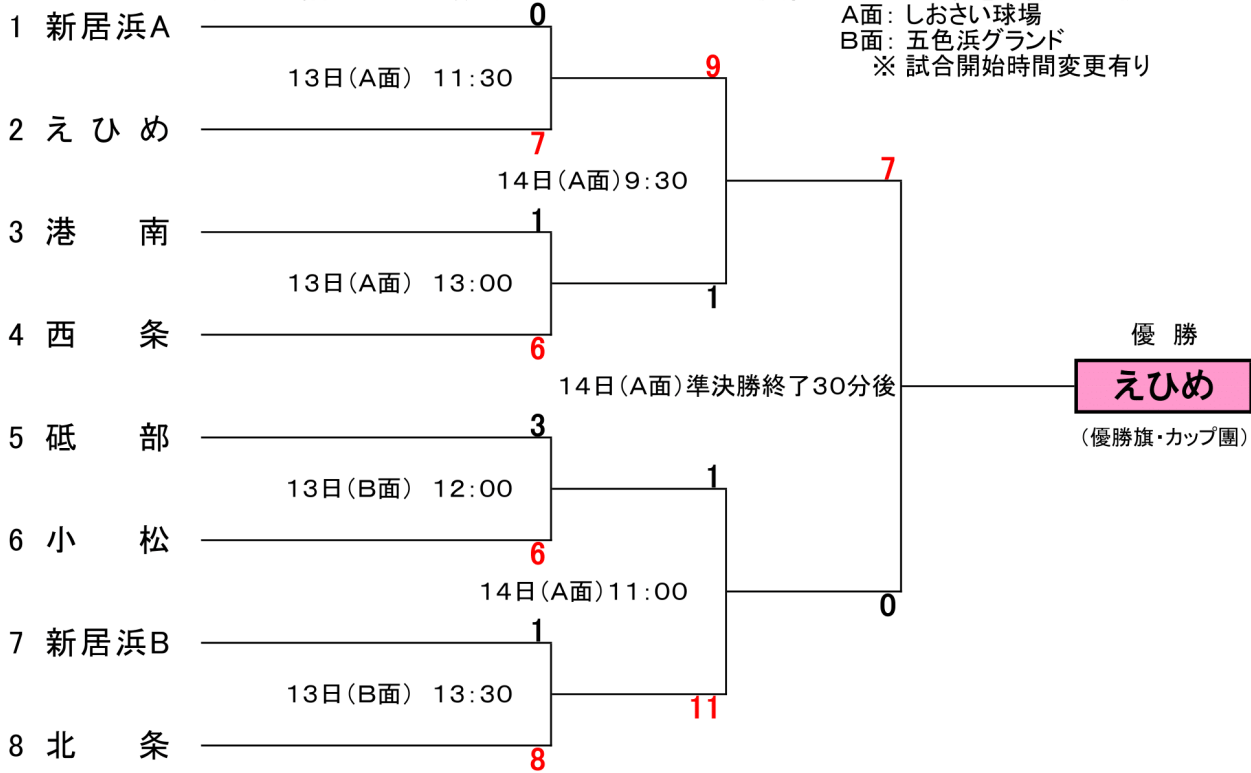 A面: しおさい球場
B面: 五色浜グランド
※ 試合開始時間変更有り
1 新居浜A
0
13日(A面) 11:30
9
2 えひめ
7
14日(A面)9:30
7
3 港南
1
13日(A面) 13:00
1
4 西条
6
優勝
14日(A面)準決勝終了30分後
えひめ
(優勝旗・カップ團)
5 砥部
3
13日(B面) 12:00
1
6 小松
6
14日(A面)11:00
0
7 新居浜B
1
13日(B面) 13:30
11
8 北条
8